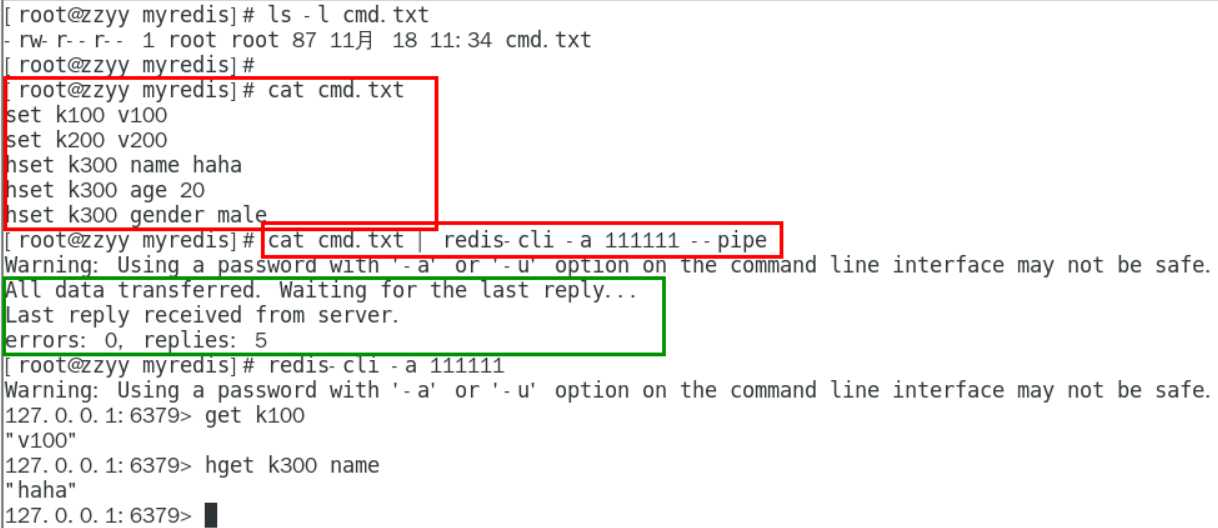 [root@zzyy myredis]# ls -l cmd.txt
-rw-r--r-- 1 root root 87 11月 18 11:34 cmd.txt
[root@zzyy myredis]#
[root@zzyy myredis]# cat cmd.txt
set k100 v100
set k200 v200
hset k300 name haha
hset k300 age 20
hset k300 gender male
[root@zzyy myredis]# cat cmd.txt | redis-cli -a 111111 --pipe
Warning: Using a password with '-a' or '-u' option on the command line interface may not be safe.
All data transferred. Waiting for the last reply...
Last reply received from server.
errors: 0, replies: 5
[root@zzyy myredis]# redis-cli -a 111111
Warning: Using a password with '-a' or '-u' option on the command line interface may not be safe.
127.0.0.1:6379> get k100
"v100"
127.0.0.1:6379> hget k300 name
"haha"
127.0.0.1:6379>